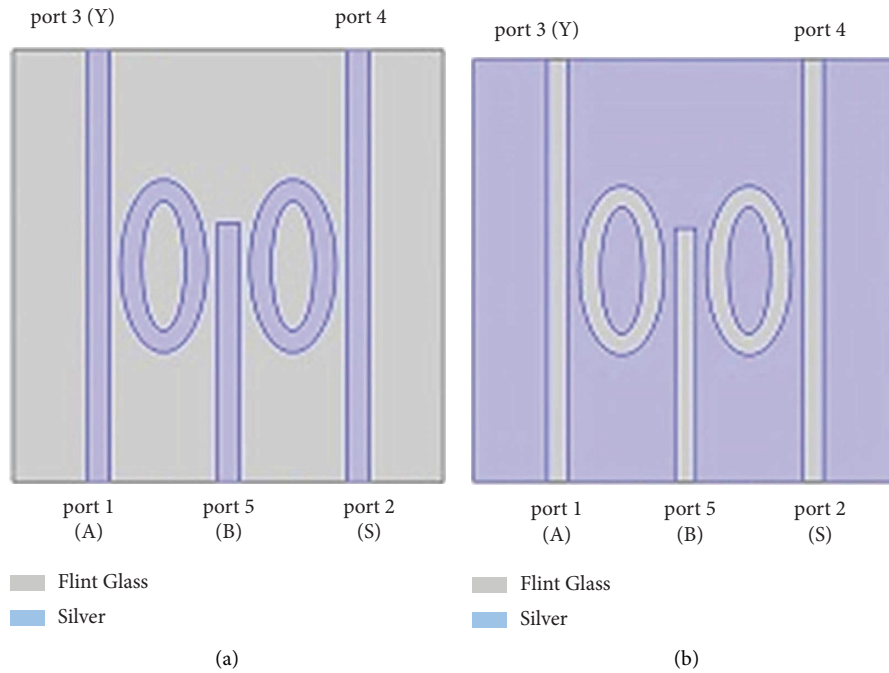 port 3 (Y)
port 4
port 1
(A)
port 5
(B)
port 2
(S)
Flint Glass
Silver
(a)
port 3 (Y)
port 4
port 1
(A)
port 5
(B)
port 2
(S)
Flint Glass
Silver
(b)